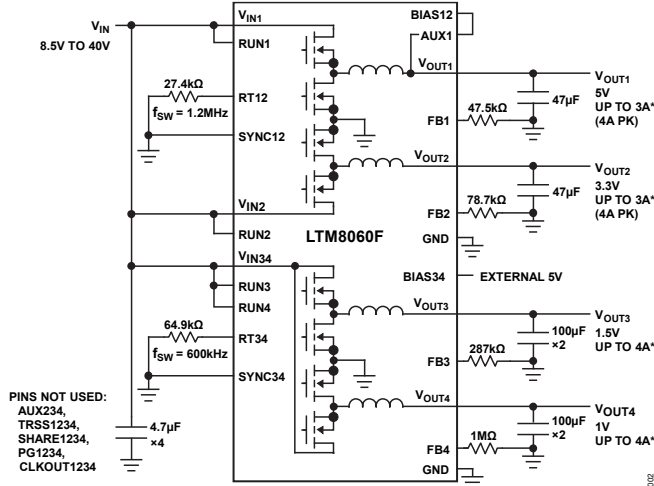 VIN
8.5V TO 40V
VIN1
RUN1
27.4kΩ
RT12
fSW = 1.2MHz
SYNC12
VIN2
RUN2
VIN34
RUN3
RUN4
64.9kΩ
RT34
fSW = 600kHz
SYNC34
PINS NOT USED:
AUX234,
TRSS1234,
SHARE1234,
PG1234,
CLKOUT1234
4.7µF
×4
LTM8060F
BIAS12
AUX1
VOUT1
FB1
47.5kΩ
47µF
VOUT1
5V
UP TO 3A*
(4A PK)
VOUT2
FB2
78.7kΩ
47µF
VOUT2
3.3V
UP TO 3A*
(4A PK)
GND
BIAS34
EXTERNAL 5V
VOUT3
FB3
287kΩ
100µF
×2
VOUT3
1.5V
UP TO 4A*
VOUT4
FB4
1MΩ
100µF
×2
VOUT4
1V
UP TO 4A*
GND
002